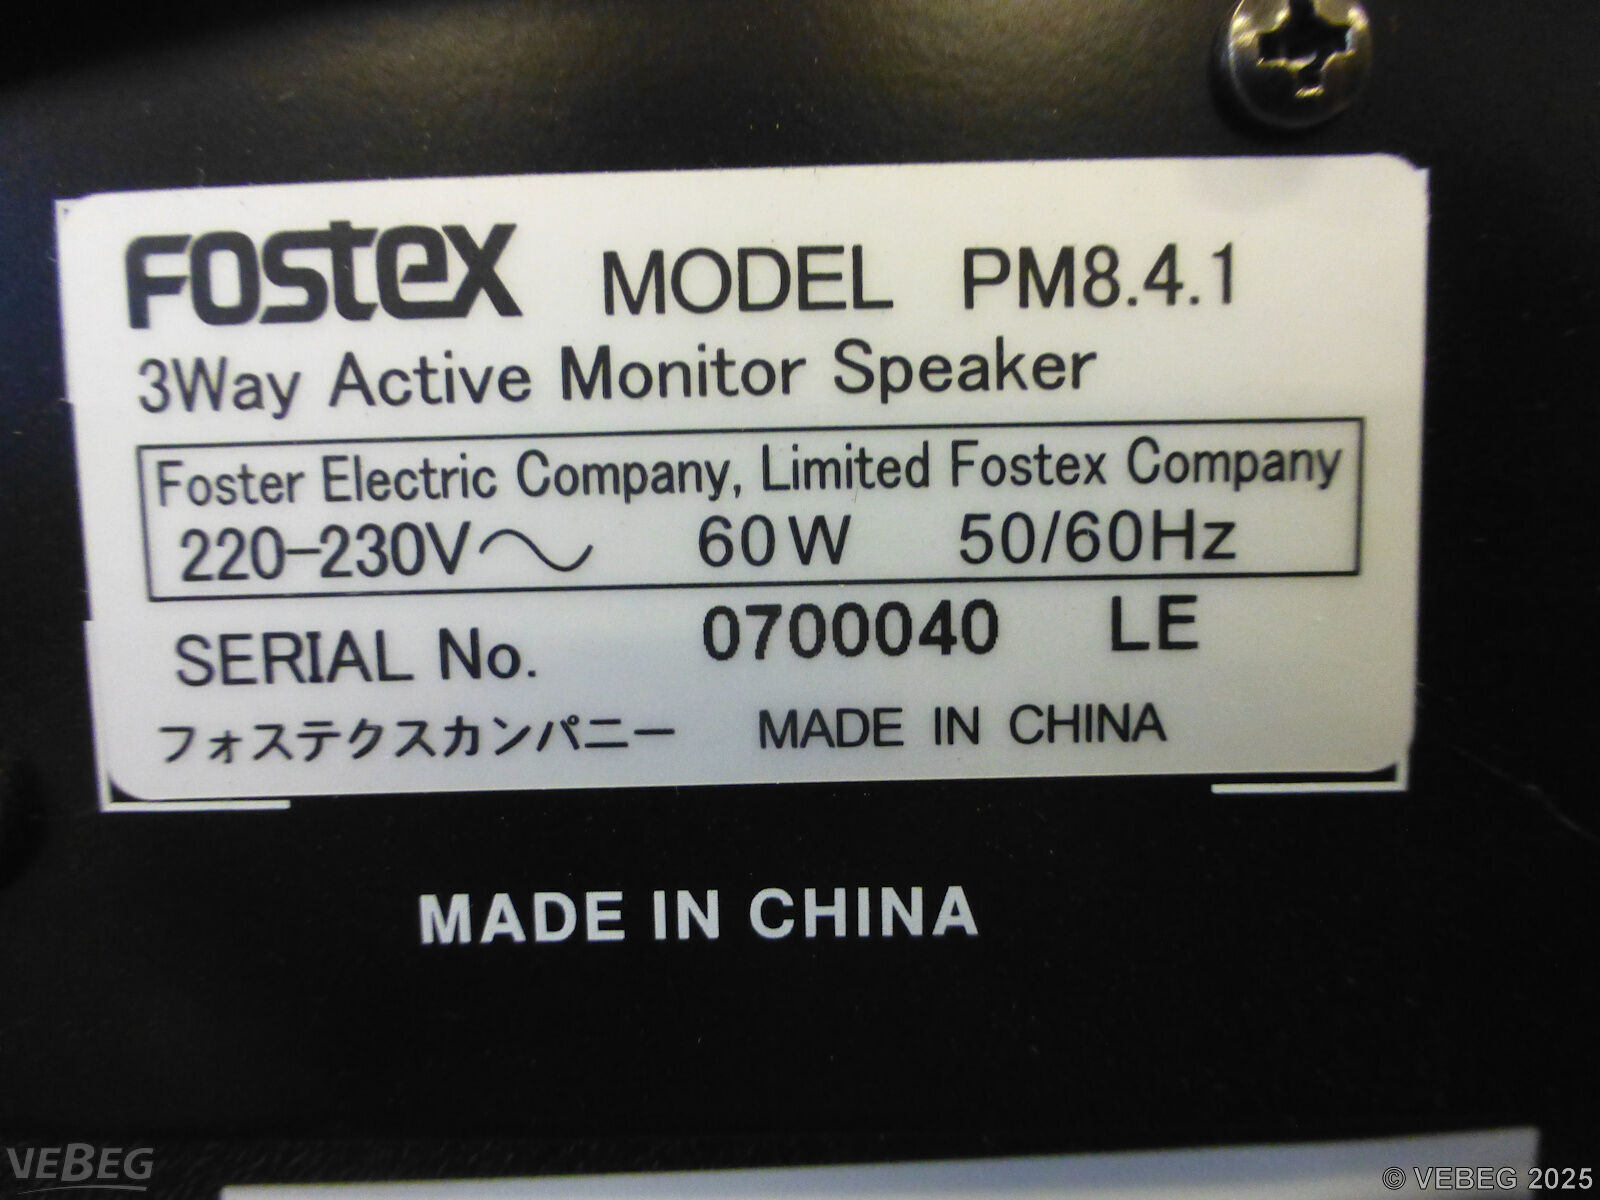 Fostex MODEL PM8.4.1
3Way Active Monitor Speaker
Foster Electric Company, Limited Fostex Company
220-230V～ 60W 50/60Hz
SERIAL No. 0700040 LE
フォステクスカンパニー MADE IN CHINA
MADE IN CHINA
VEBEG
© VEBEG 2025